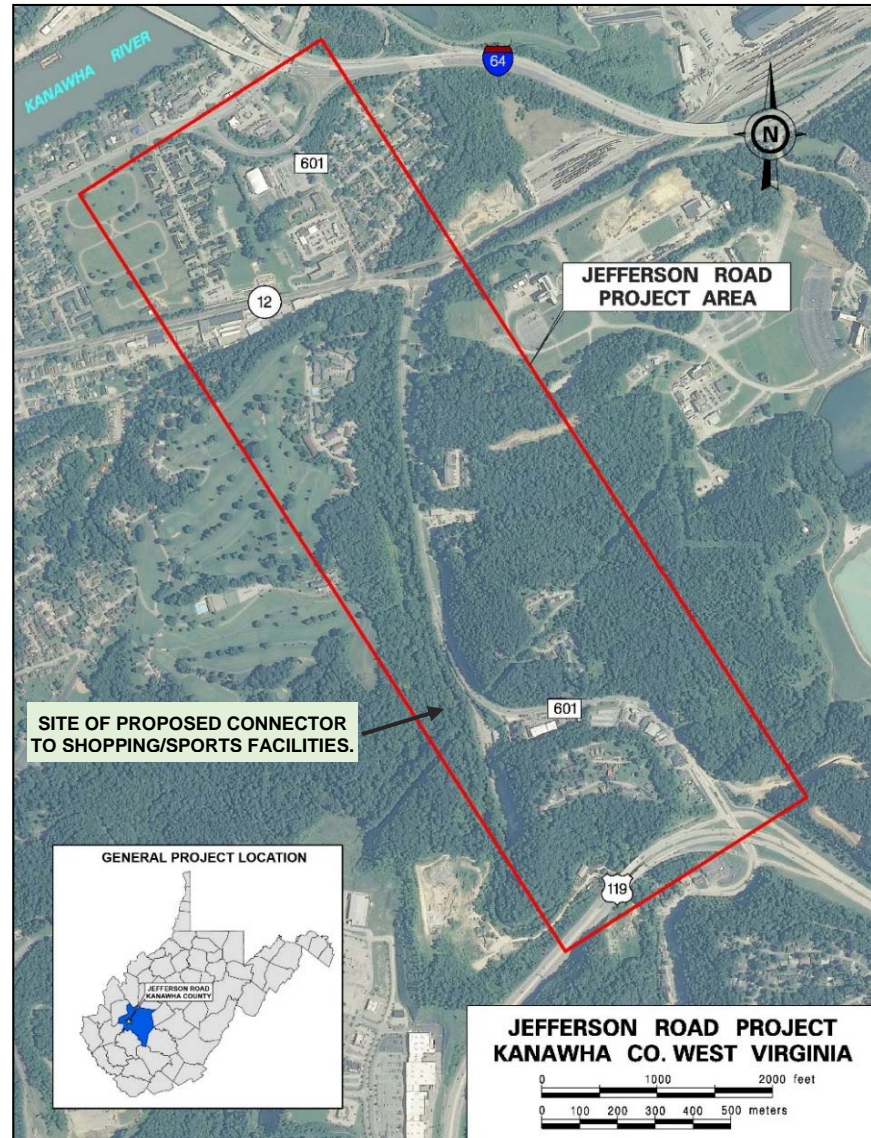 KANAWHA RIVER
64
N
601
JEFFERSON ROAD
PROJECT AREA
12
SITE OF PROPOSED CONNECTOR
TO SHOPPING/SPORTS FACILITIES.
601
119
GENERAL PROJECT LOCATION
JEFFERSON ROAD
KANAWHA COUNTY
JEFFERSON ROAD PROJECT
KANAWHA CO. WEST VIRGINIA
0 1000 2000 feet
0 100 200 300 400 500 meters